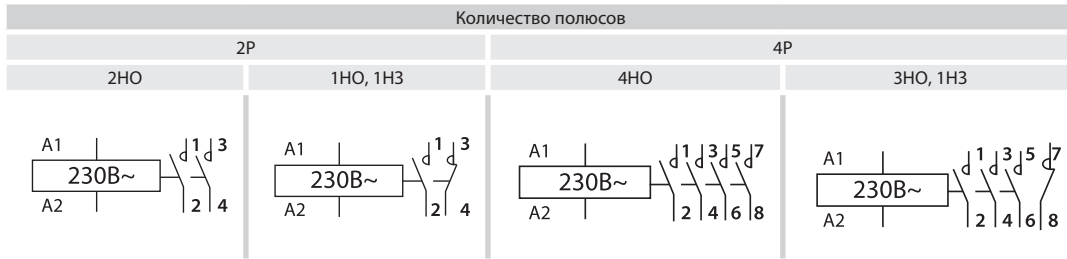 Количество полюсов
2P 4P
2НО 1НО, 1НЗ 4НО 3НО, 1НЗ
A1 1 3
230В~
A2 2 4
A1 1 3
230В~
A2 2 4
A1 1 3 5 7
230В~
A2 2 4 6 8
A1 1 3 5 7
230В~
A2 2 4 6 8